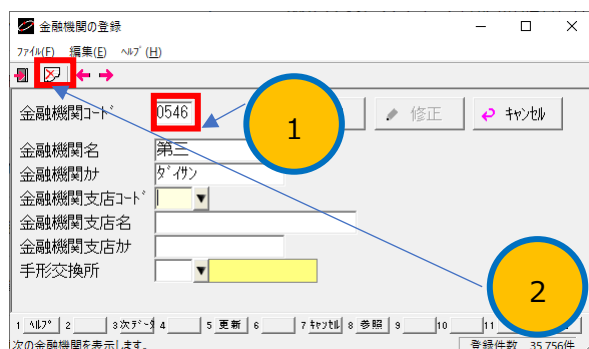 金融機関の登録
ファイル(F) 編集(E) ヘルプ(H)
金融機関コード 0546 修正 キャンセル
1
金融機関名 第三
金融機関カナ ダイサン
金融機関支店コード
金融機関支店名
金融機関支店カナ
手形交換所
2
1 ヘルプ 2 3 次データ 4 5 更新 6 7 キャンセル 8 参照 9 10 11
次の金融機関を表示します。 登録件数 35,756件